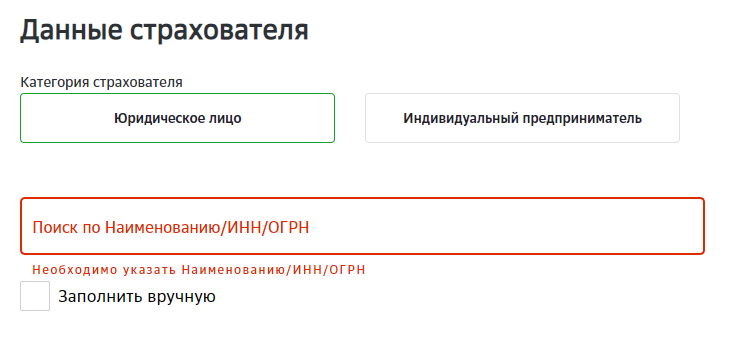 Данные страхователя
Категория страхователя
Юридическое лицо
Индивидуальный предприниматель
Поиск по Наименованию/ИНН/ОГРН
Необходимо указать Наименованию/ИНН/ОГРН
Заполнить вручную